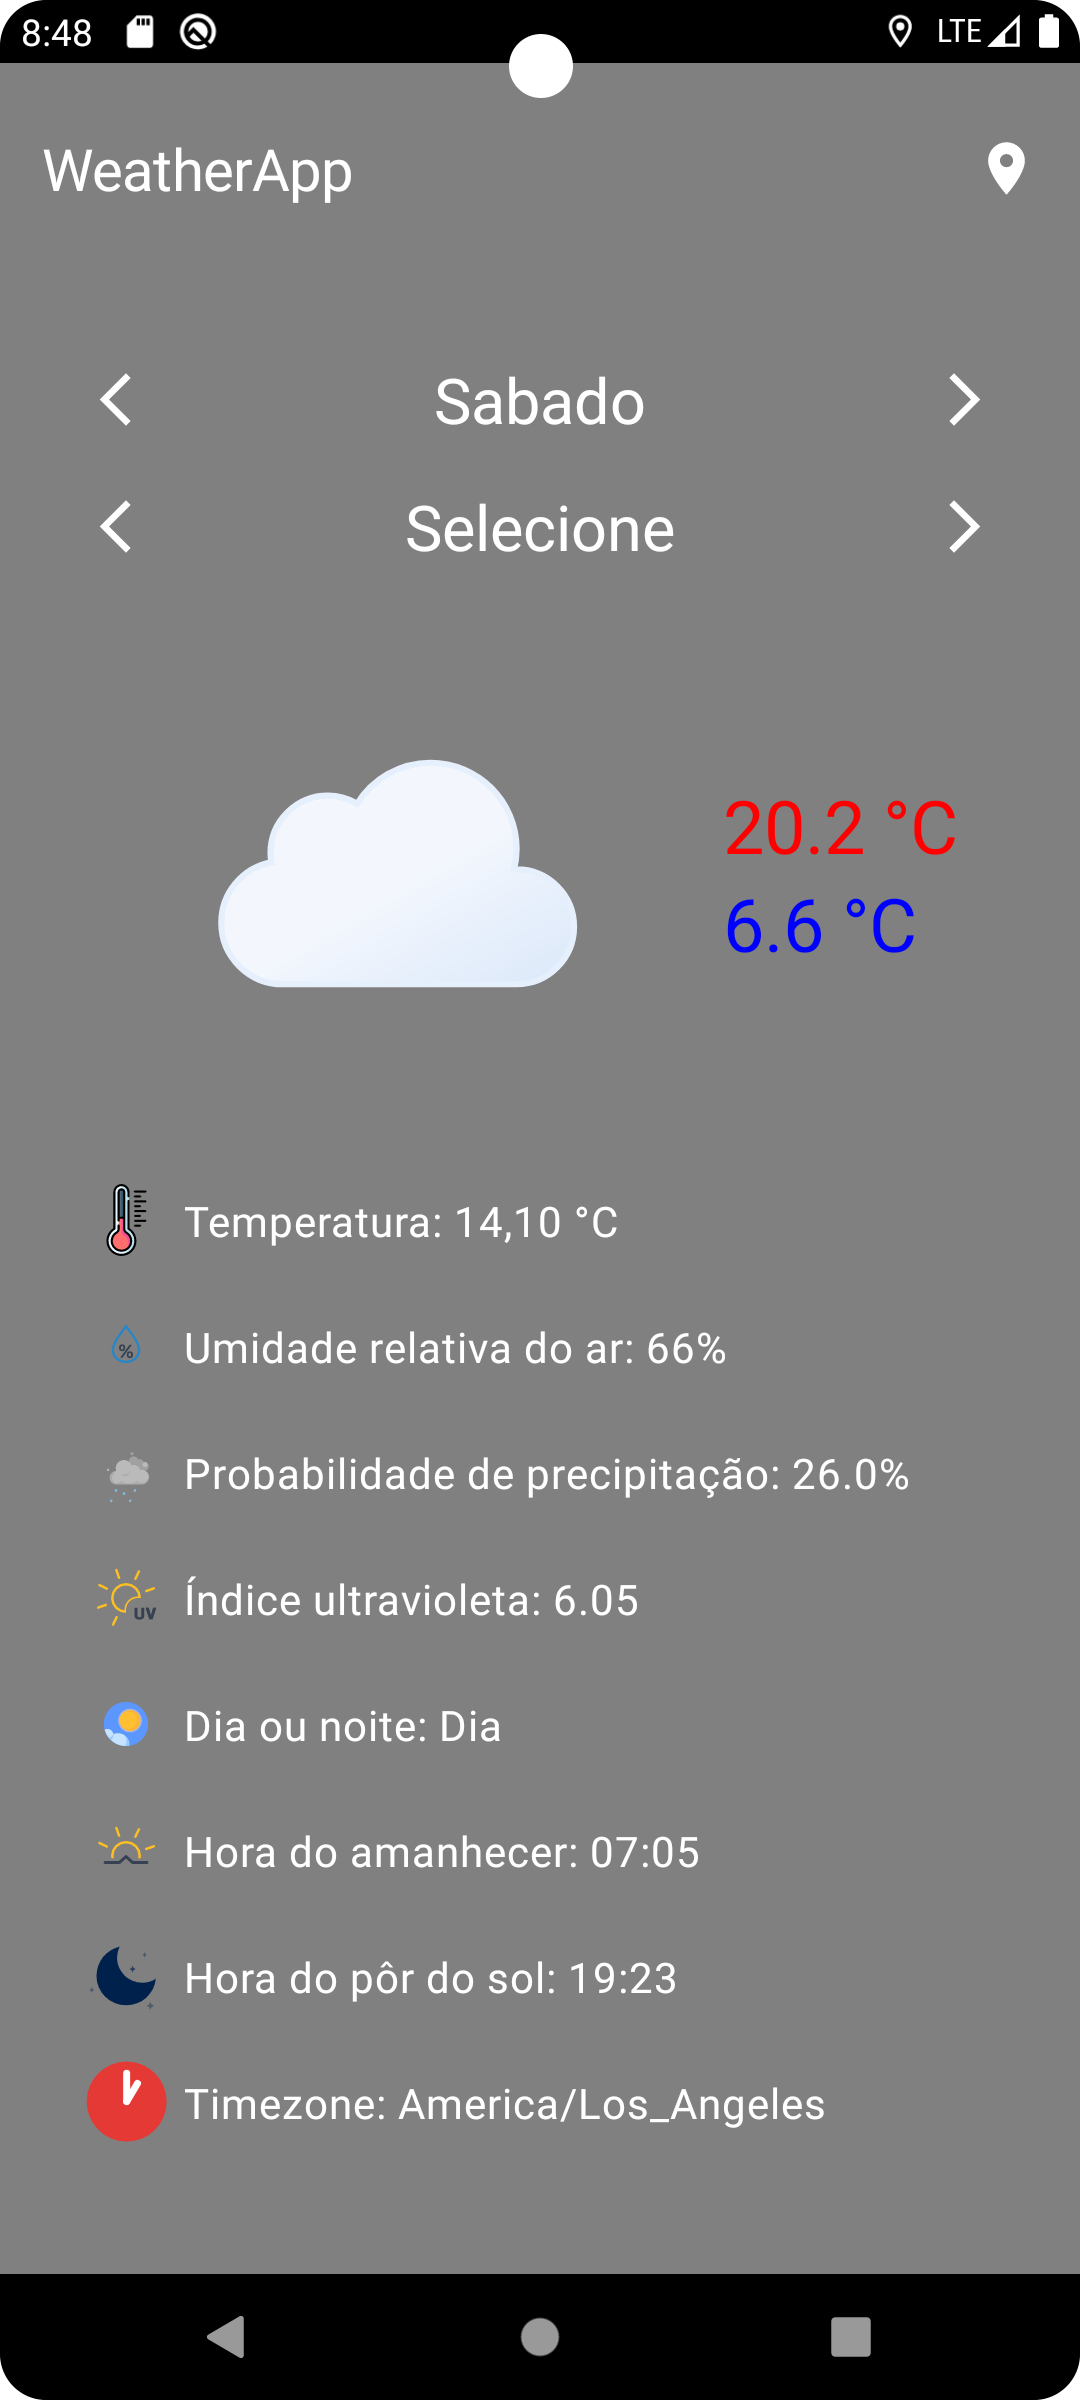 8:48 LTE
WeatherApp
Sabado
Selecione
20.2 °C
6.6 °C
Temperatura: 14,10 °C
% Umidade relativa do ar: 66%
Probabilidade de precipitação: 26.0%
UV Índice ultravioleta: 6.05
Dia ou noite: Dia
Hora do amanhecer: 07:05
Hora do pôr do sol: 19:23
Timezone: America/Los_Angeles